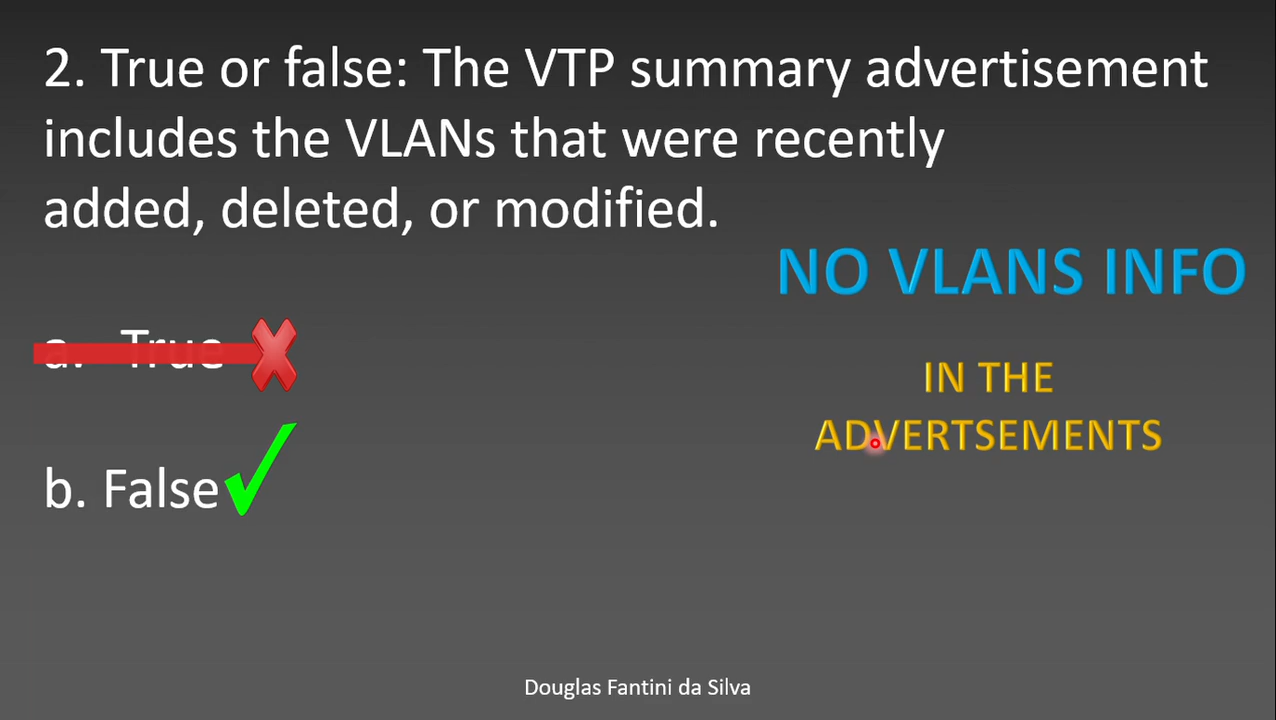 2. True or false: The VTP summary advertisement
includes the VLANs that were recently
added, deleted, or modified.
NO VLANS INFO
a. True
IN THE
ADVERTSEMENTS
b. False
Douglas Fantini da Silva